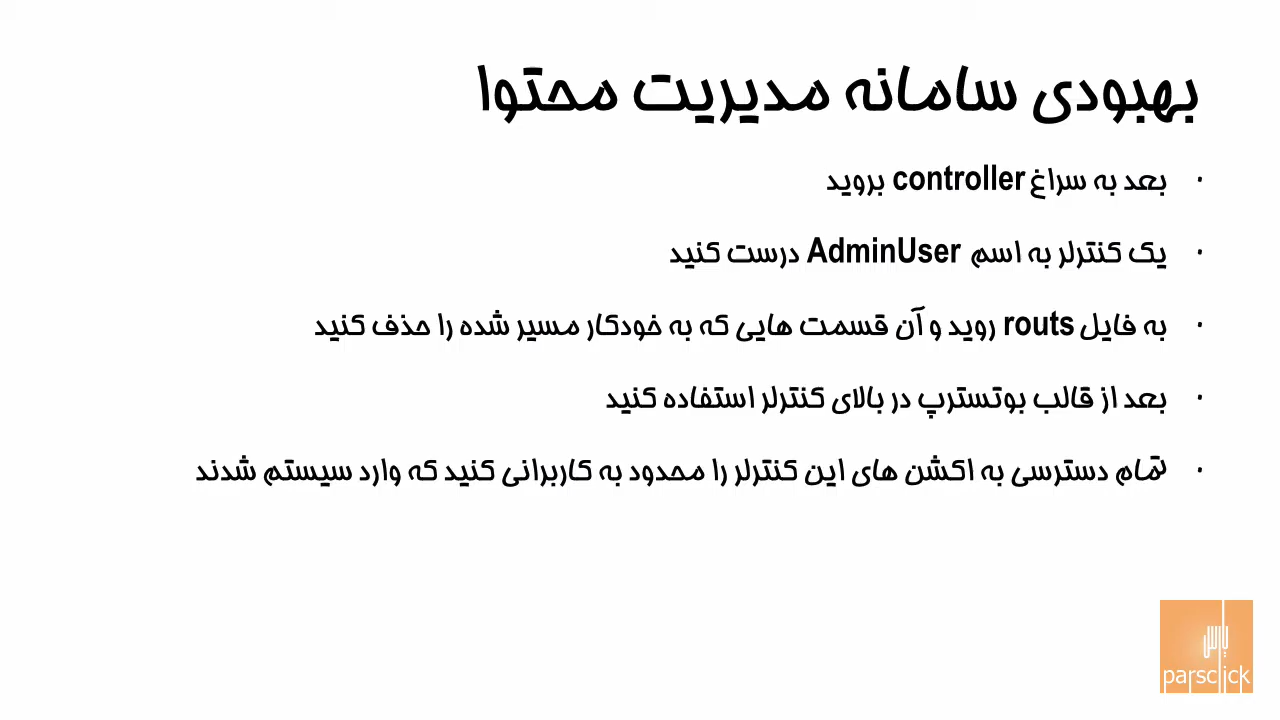 بهبودی سامانه مدیریت محتوا
· بعد به سراغ controller بروید
· یک کنترلر به اسم AdminUser درست کنید
· به فایل routs روید و آن قسمت هایی که به خودکار مسیر شده را حذف کنید
· بعد از قالب بوتسترپ در بالای کنترلر استفاده کنید
· تمام دسترسی به اکشن های این کنترلر را محدود به کاربرانی کنید که وارد سیستم شدند
پارس
parsclick